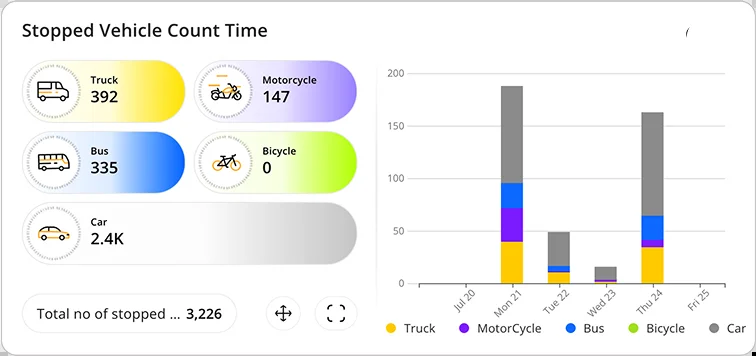 Stopped Vehicle Count Time
Truck
392
Motorcycle
147
Bus
335
Bicycle
0
Car
2.4K
Total no of stopped ... 3,226
200
150
100
50
0
Jul 20
Mon 21
Tue 22
Wed 23
Thu 24
Fri 25
Truck
MotorCycle
Bus
Bicycle
Car